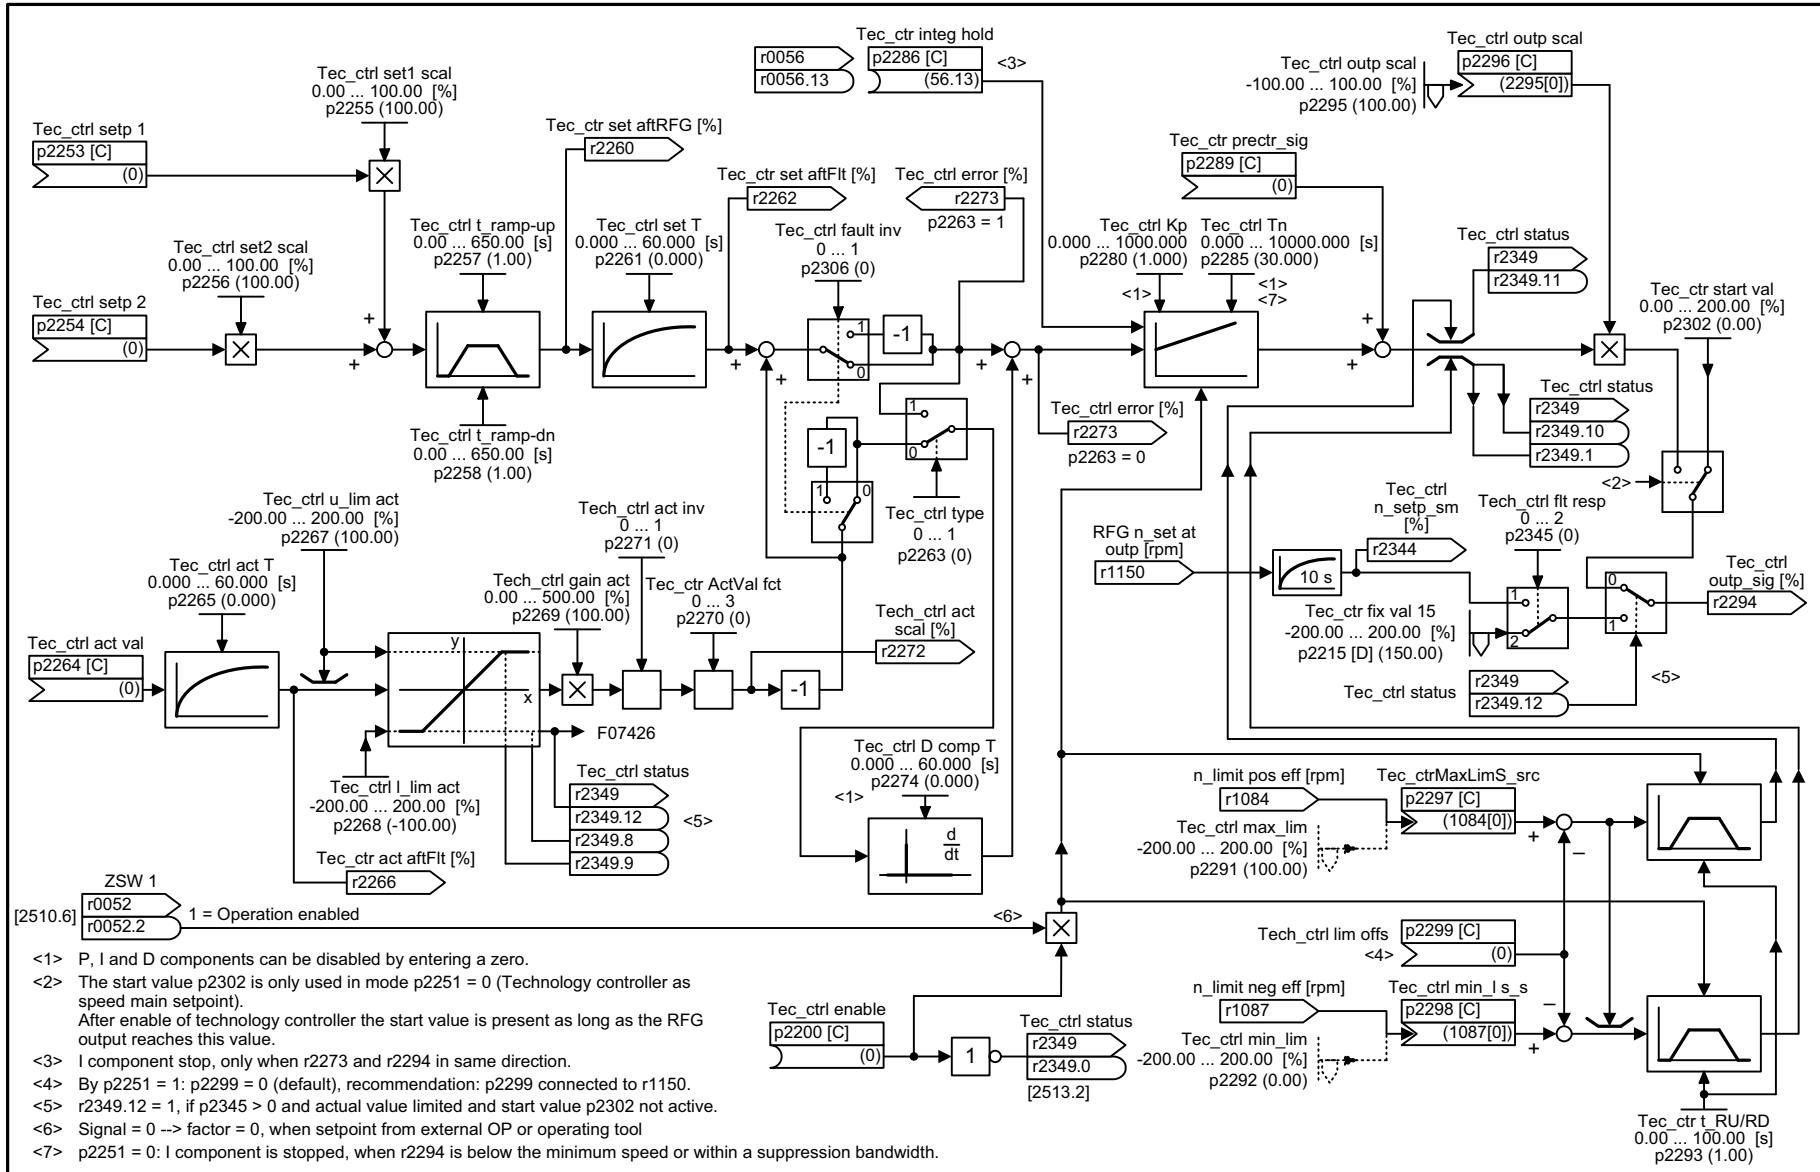 Tec_ctrl setp 1
p2253 [C]
(0)
Tec_ctrl set1 scal
0.00 ... 100.00 [%]
p2255 (100.00)
Tec_ctrl setp 2
p2254 [C]
(0)
Tec_ctrl set2 scal
0.00 ... 100.00 [%]
p2256 (100.00)
+
+
Tec_ctrl t_ramp-up
0.00 ... 650.00 [s]
p2257 (1.00)
Tec_ctrl t_ramp-dn
0.00 ... 650.00 [s]
p2258 (1.00)
Tec_ctr set aftRFG [%]
r2260
Tec_ctrl set T
0.000 ... 60.000 [s]
p2261 (0.000)
Tec_ctr set aftFlt [%]
r2262
+
+
Tec_ctrl fault inv
0 ... 1
p2306 (0)
1
0
-1
r0056
r0056.13
Tec_ctr integ hold
p2286 [C]
(56.13)
<3>
Tec_ctrl error [%]
r2273
p2263 = 1
+
+
Tec_ctrl error [%]
r2273
p2263 = 0
1
0
Tec_ctrl type
0 ... 1
p2263 (0)
-1
1
0
Tec_ctrl Kp
0.000 ... 1000.000
p2280 (1.000)
<1>
Tec_ctrl Tn
0.000 ... 10000.000 [s]
p2285 (30.000)
<1>
<7>
Tec_ctr prectr_sig
p2289 [C]
(0)
+
+
Tec_ctrl outp scal
-100.00 ... 100.00 [%]
p2295 (100.00)
Tec_ctrl outp scal
p2296 [C]
(2295[0])
Tec_ctrl status
r2349
r2349.11
Tec_ctrl status
r2349
r2349.10
r2349.1
Tec_ctr start val
0.00 ... 200.00 [%]
p2302 (0.00)
<2>
RFG n_set at
outp [rpm]
r1150
10 s
Tec_ctrl
n_setp_sm
[%]
r2344
Tech_ctrl flt resp
0 ... 2
p2345 (0)
1
2
Tec_ctr fix val 15
-200.00 ... 200.00 [%]
p2215 [D] (150.00)
0
1
Tec_ctrl
outp_sig [%]
r2294
Tec_ctrl status
r2349
r2349.12
<5>
Tec_ctrl act val
p2264 [C]
(0)
Tec_ctrl act T
0.000 ... 60.000 [s]
p2265 (0.000)
Tec_ctrl u_lim act
-200.00 ... 200.00 [%]
p2267 (100.00)
y
x
Tec_ctrl l_lim act
-200.00 ... 200.00 [%]
p2268 (-100.00)
Tec_ctr act aftFlt [%]
r2266
Tech_ctrl gain act
0.00 ... 500.00 [%]
p2269 (100.00)
Tech_ctrl act inv
0 ... 1
p2271 (0)
Tec_ctr ActVal fct
0 ... 3
p2270 (0)
Tech_ctrl act
scal [%]
r2272
-1
F07426
Tec_ctrl status
r2349
r2349.12
r2349.8
r2349.9
<5>
Tec_ctrl D comp T
0.000 ... 60.000 [s]
p2274 (0.000)
<1>
d
dt
n_limit pos eff [rpm]
r1084
Tec_ctrl max_lim
-200.00 ... 200.00 [%]
p2291 (100.00)
Tec_ctrMaxLimS_src
p2297 [C]
(1084[0])
+
–
Tech_ctrl lim offs
<4>
p2299 [C]
(0)
n_limit neg eff [rpm]
r1087
Tec_ctrl min_lim
-200.00 ... 200.00 [%]
p2292 (0.00)
Tec_ctrl min_l s_s
p2298 [C]
(1087[0])
–
+
Tec_ctr t_RU/RD
0.00 ... 100.00 [s]
p2293 (1.00)
ZSW 1
[2510.6]
r0052
r0052.2
1 = Operation enabled
<6>
Tec_ctrl enable
p2200 [C]
(0)
1
Tec_ctrl status
r2349
r2349.0
[2513.2]
<1> P, I and D components can be disabled by entering a zero.
<2> The start value p2302 is only used in mode p2251 = 0 (Technology controller as
speed main setpoint).
After enable of technology controller the start value is present as long as the RFG
output reaches this value.
<3> I component stop, only when r2273 and r2294 in same direction.
<4> By p2251 = 1: p2299 = 0 (default), recommendation: p2299 connected to r1150.
<5> r2349.12 = 1, if p2345 > 0 and actual value limited and start value p2302 not active.
<6> Signal = 0 --> factor = 0, when setpoint from external OP or operating tool
<7> p2251 = 0: I component is stopped, when r2294 is below the minimum speed or within a suppression bandwidth.